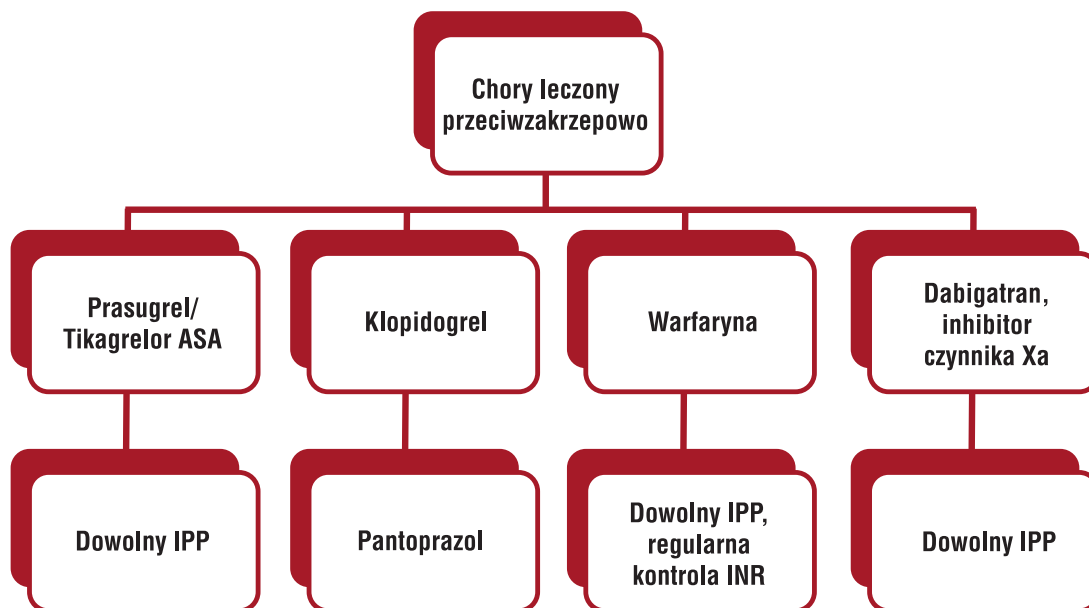 Chory leczony
przeciwzakrzepowo
Prasugrel/
Tikagrelor ASA
Klopidogrel
Warfaryna
Dabigatran,
inhibitor
czynnika Xa
Dowolny IPP
Pantoprazol
Dowolny IPP,
regularna
kontrola INR
Dowolny IPP